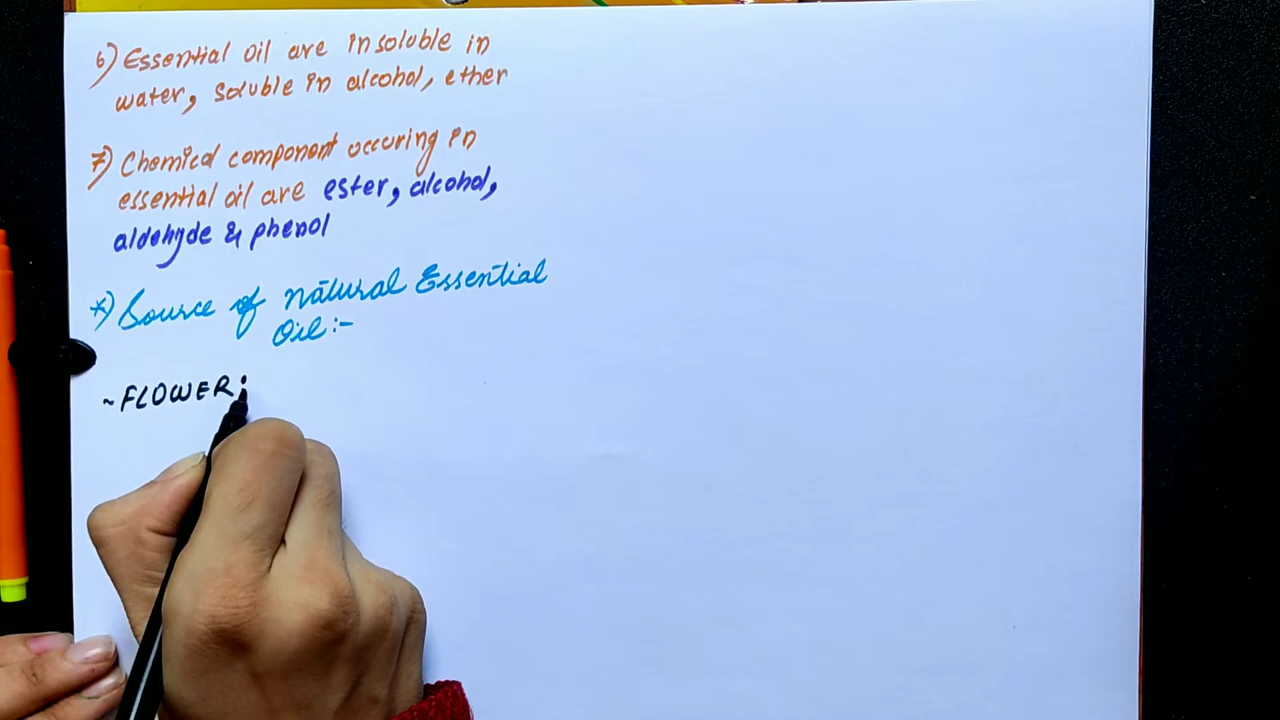 6) Essential oil are insoluble in
water, soluble in alcohol, ether
7) Chemical component occuring in
essential oil are ester, alcohol,
aldehyde & phenol
*) Source of natural Essential
Oil :-
~ FLOWER: